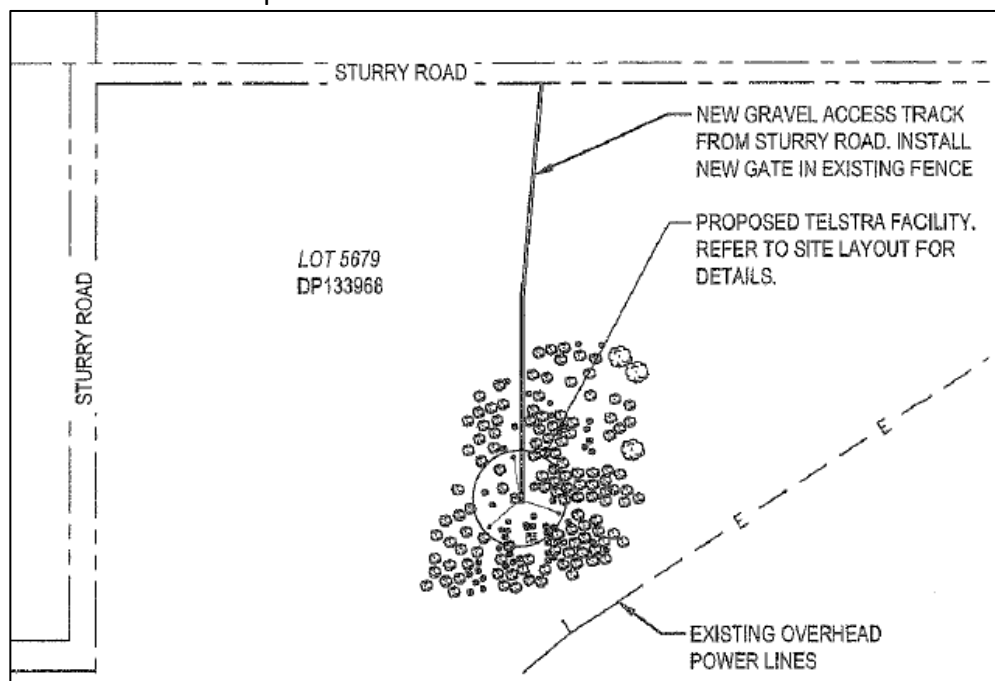 STURRY ROAD
NEW GRAVEL ACCESS TRACK
FROM STURRY ROAD. INSTALL
NEW GATE IN EXISTING FENCE
PROPOSED TELSTRA FACILITY.
REFER TO SITE LAYOUT FOR
DETAILS.
LOT 5679
DP133968
STURRY ROAD
E
E
EXISTING OVERHEAD
POWER LINES